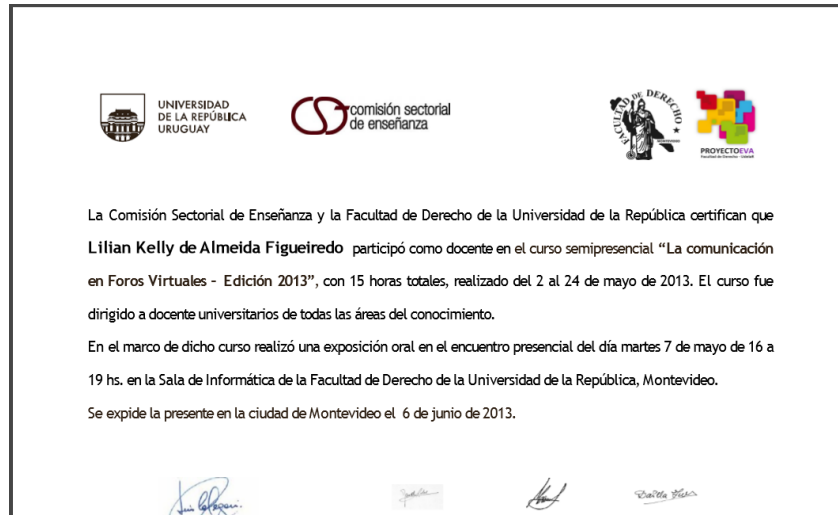 UNIVERSIDAD
DE LA REPÚBLICA
URUGUAY
comisión sectorial
de enseñanza
FACULTAD DE DERECHO
PROYECTOEVA
La Comisión Sectorial de Enseñanza y la Facultad de Derecho de la Universidad de la República certifican que
Lilian Kelly de Almeida Figueiredo participó como docente en el curso semipresencial “La comunicación
en Foros Virtuales – Edición 2013”, con 15 horas totales, realizado del 2 al 24 de mayo de 2013. El curso fue
dirigido a docente universitarios de todas las áreas del conocimiento.
En el marco de dicho curso realizó una exposición oral en el encuentro presencial del día martes 7 de mayo de 16 a
19 hs. en la Sala de Informática de la Facultad de Derecho de la Universidad de la República, Montevideo.
Se expide la presente en la ciudad de Montevideo el 6 de junio de 2013.